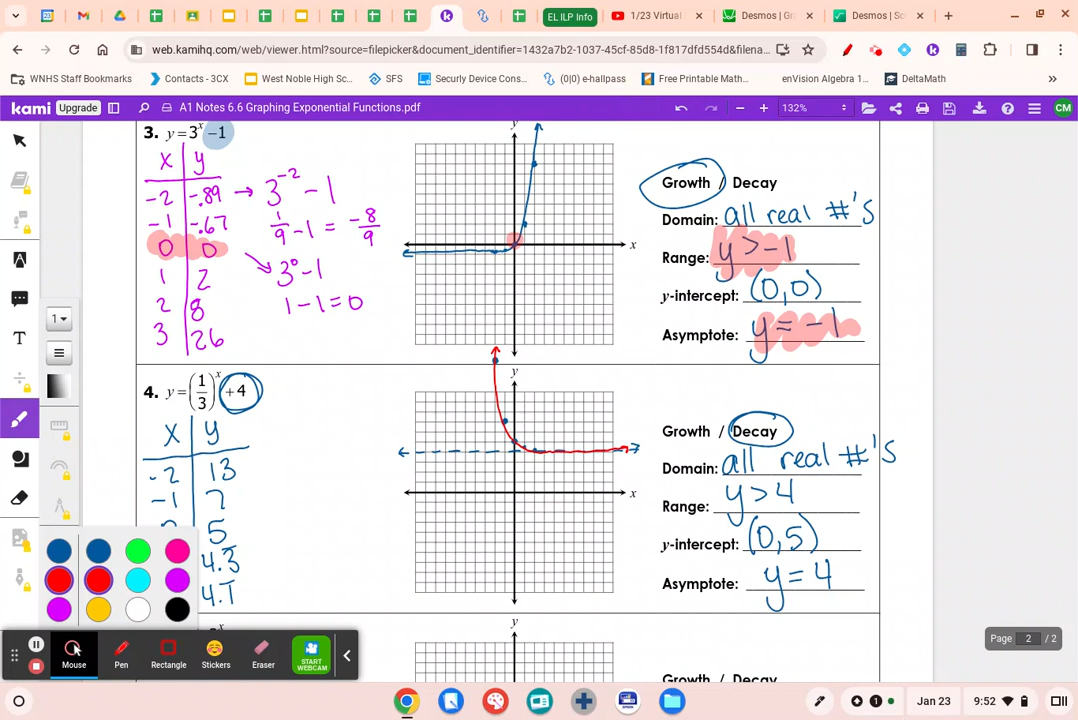 EL ILP Info
1/23 Virtual
Desmos | Gr
Desmos | Sc
web.kamihq.com/web/viewer.html?source=filepicker&document_identifier=1432a7b2-1037-45cf-85d8-1f817dfd554d&filena...
WNHS Staff Bookmarks
Contacts - 3CX
West Noble High Sc...
SFS
Securly Device Cons...
(0|0) e-hallpass
Free Printable Math...
enVision Algebra 1...
DeltaMath
kami Upgrade
A1 Notes 6.6 Graphing Exponential Functions.pdf
132%
CM
3. y = 3^x −1
x y
-2 -.89 → 3^-2 − 1
-1 -.67 1/9 − 1 = -8/9
0 0
3^0 − 1
1 2
1 − 1 = 0
2 8
3 26
y
x
Growth / Decay
Domain: all real #'s
Range: y > -1
y-intercept: (0,0)
Asymptote: y = -1
4. y = (1/3)^x + 4
x y
-2 13
-1 7
5
4.3̅
4.1̅
y
x
Growth / Decay
Domain: all real #'s
Range: y > 4
y-intercept: (0,5)
Asymptote: y = 4
y
Growth / Decay
1
T
A
Page 2 / 2
Mouse
Pen
Rectangle
Stickers
Eraser
START WEBCAM
Jan 23
9:52
1